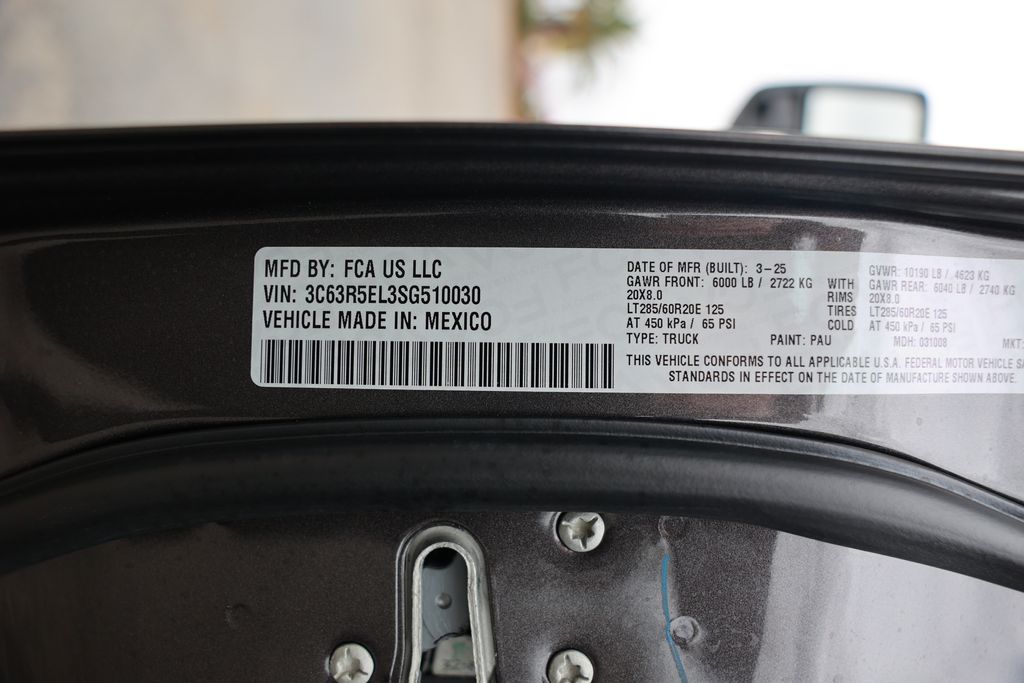 MFD BY: FCA US LLC
VIN: 3C63R5EL3SG510030
VEHICLE MADE IN: MEXICO
DATE OF MFR (BUILT): 3-25
GVWR: 10190 LB / 4623 KG
GAWR FRONT: 6000 LB / 2722 KG WITH GAWR REAR: 6040 LB / 2740 KG
20X8.0 RIMS 20X8.0
LT285/60R20E 125 TIRES LT285/60R20E 125
AT 450 kPa / 65 PSI COLD AT 450 kPa / 65 PSI
TYPE: TRUCK PAINT: PAU MDH: 031008 MKT:
THIS VEHICLE CONFORMS TO ALL APPLICABLE U.S.A. FEDERAL MOTOR VEHICLE SA
STANDARDS IN EFFECT ON THE DATE OF MANUFACTURE SHOWN ABOVE.